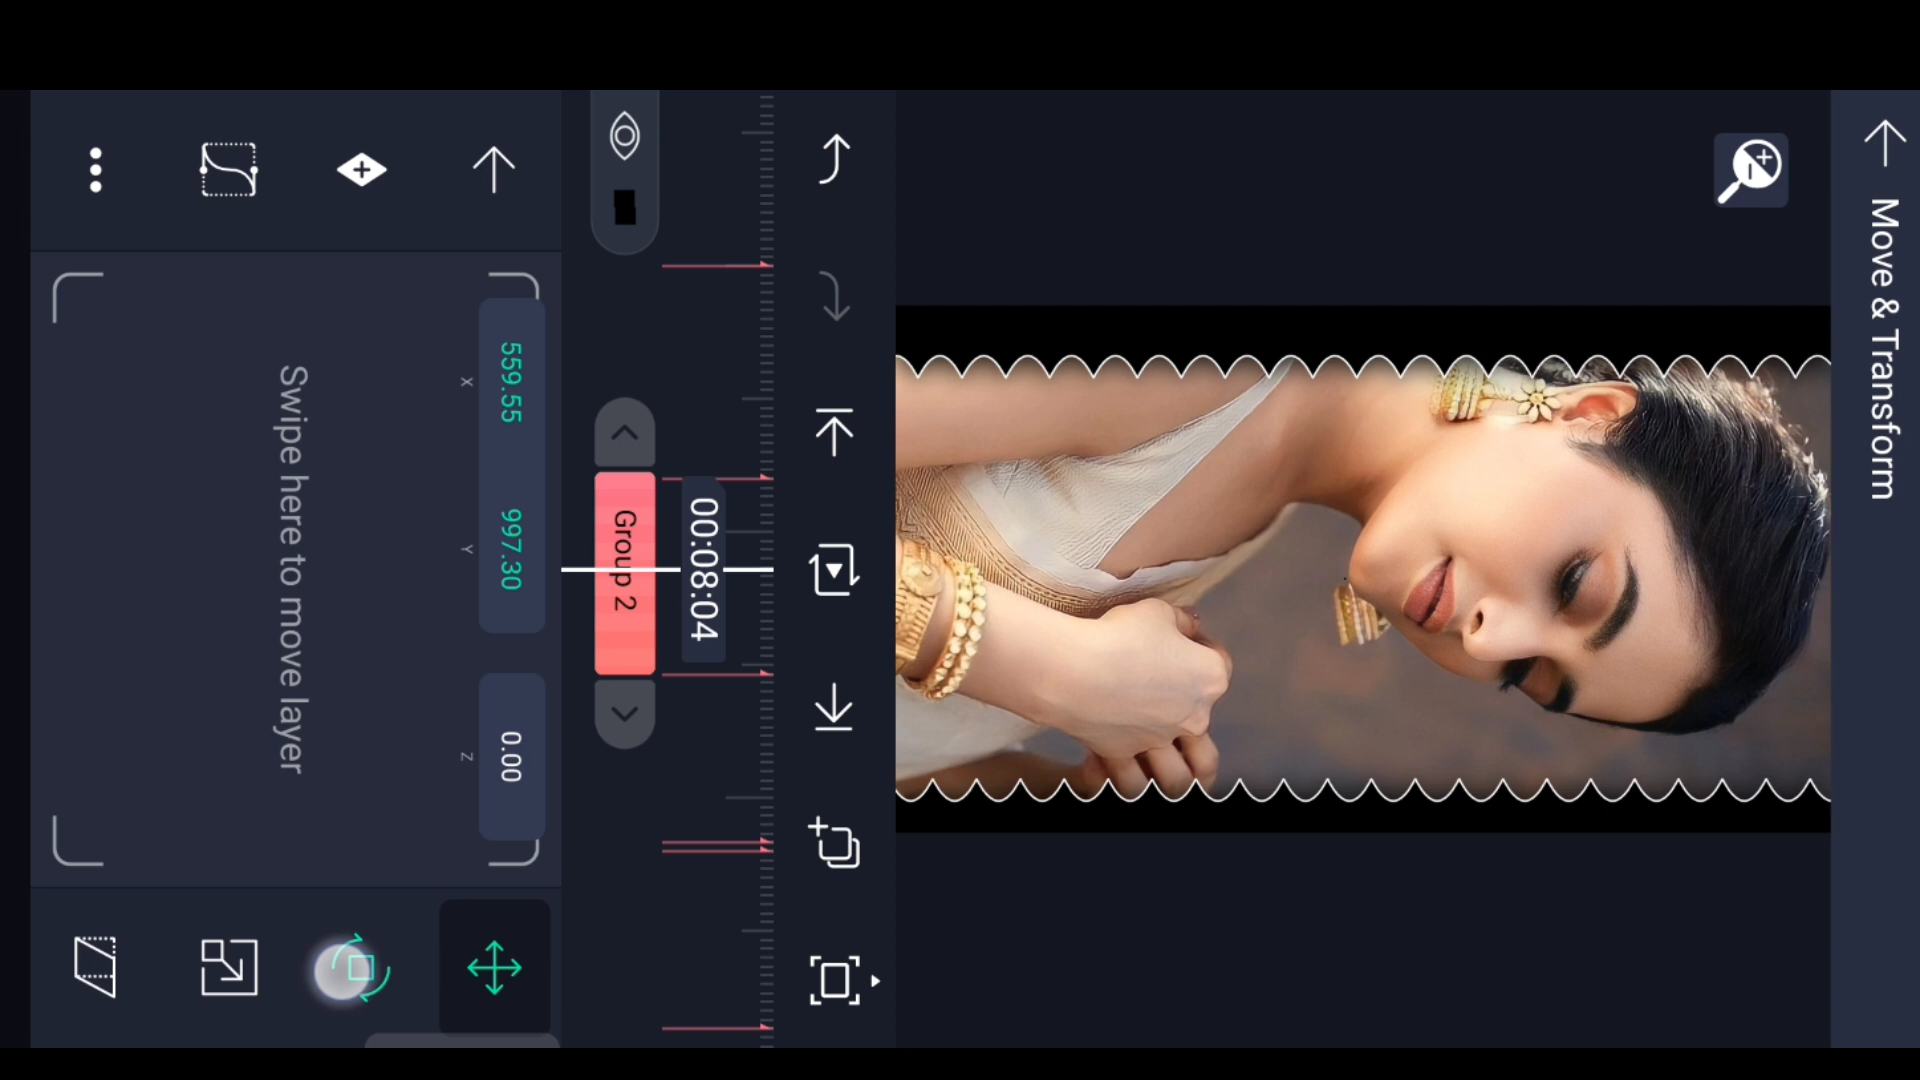 Move & Transform
00:08:04
Group 2
559.55
997.30
0.00
X
Y
Z
Swipe here to move layer